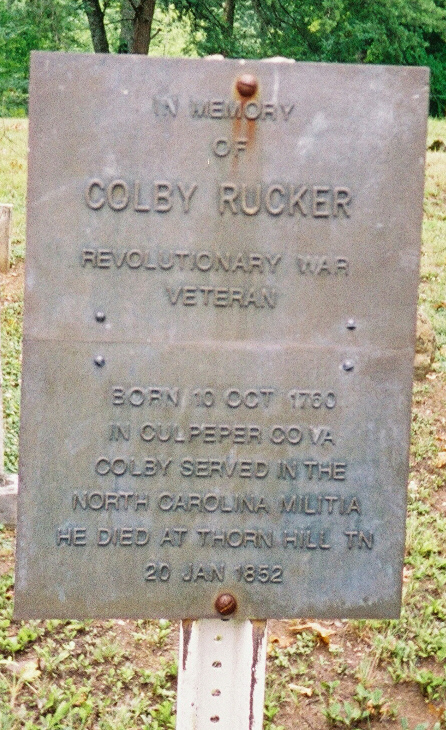 IN MEMORY
OF
COLBY RUCKER
REVOLUTIONARY WAR
VETERAN
BORN 10 OCT 1760
IN CULPEPER CO VA
COLBY SERVED IN THE
NORTH CAROLINA MILITIA
HE DIED AT THORN HILL TN
20 JAN 1852